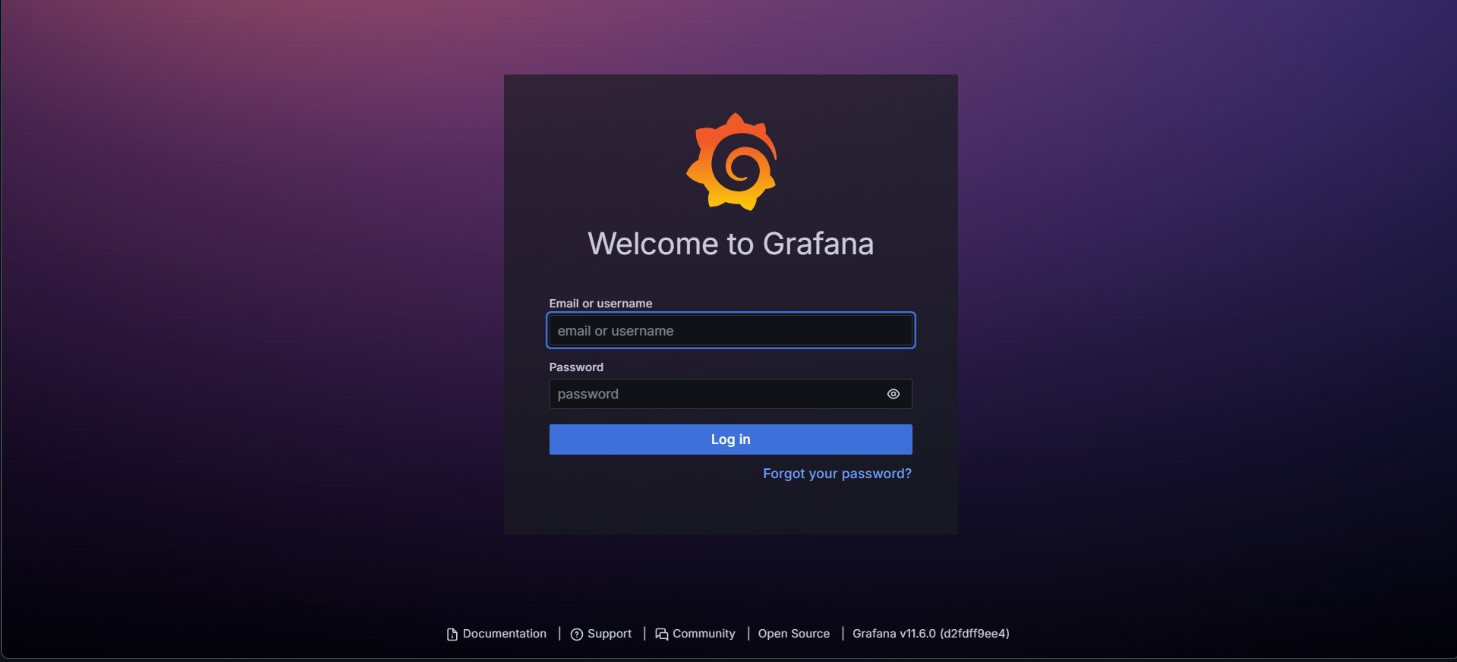 Welcome to Grafana
Email or username
email or username
Password
password
Log in
Forgot your password?
Documentation | Support | Community | Open Source | Grafana v11.6.0 (d2fdff9ee4)